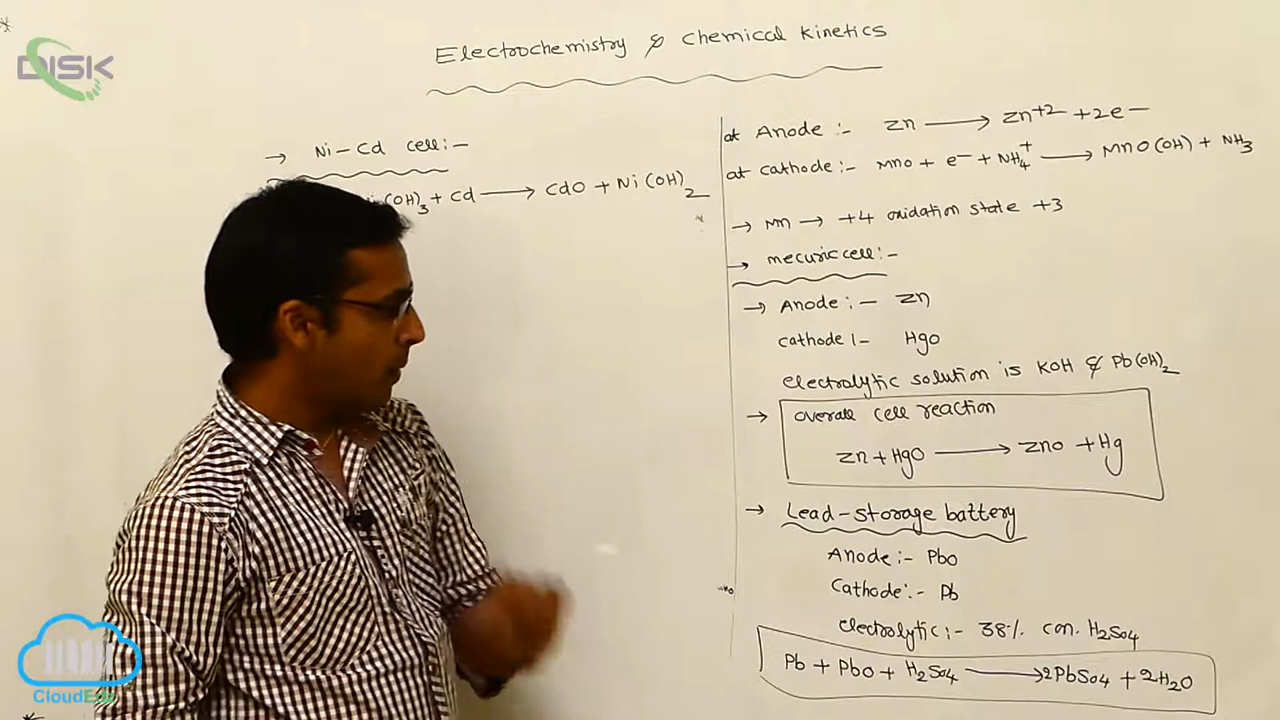 DISK
Electrochemistry & chemical kinetics
→ Ni-Cd cell:-
(OH)3 + Cd → CdO + Ni(OH)2
at Anode:- Zn → Zn+2 + 2e-
at cathode:- MnO + e- + NH4+ → MnO(OH) + NH3
→ Mn → +4 oxidation state +3
→ mecuric cell:-
→ Anode:- Zn
cathode:- HgO
electrolytic solution is KOH & Pb(OH)2
→ overall cell reaction
Zn + HgO → ZnO + Hg
→ Lead-storage battery
Anode:- PbO
Cathode:- Pb
electrolytic:- 38% con. H2SO4
Pb + PbO + H2SO4 → 2PbSO4 + 2H2O